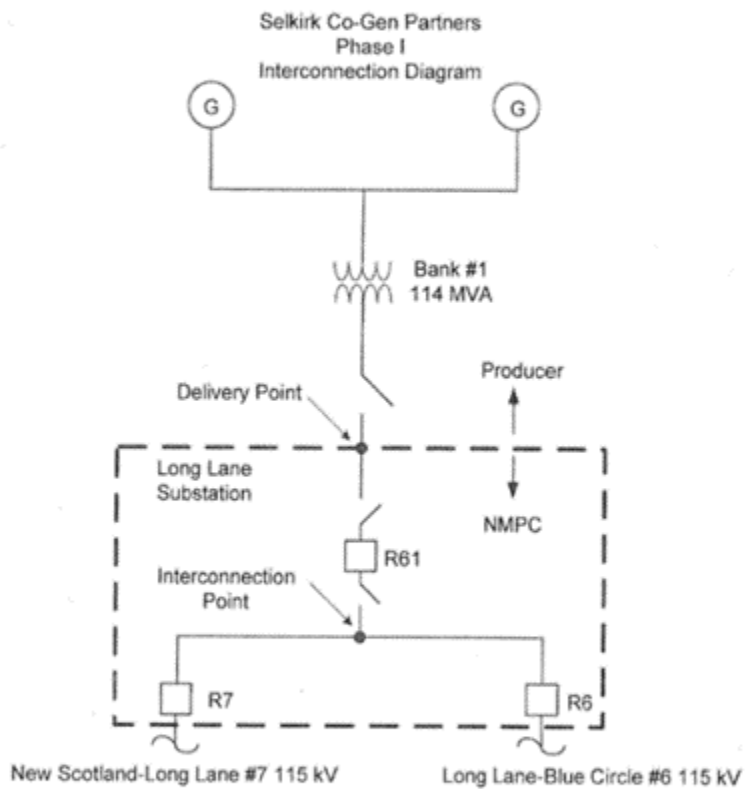 Selkirk Co-Gen Partners
Phase I
Interconnection Diagram
G
G
Bank #1
114 MVA
Producer
Delivery Point
Long Lane
Substation
NMPC
R61
Interconnection
Point
R7
R6
New Scotland-Long Lane #7 115 kV
Long Lane-Blue Circle #6 115 kV